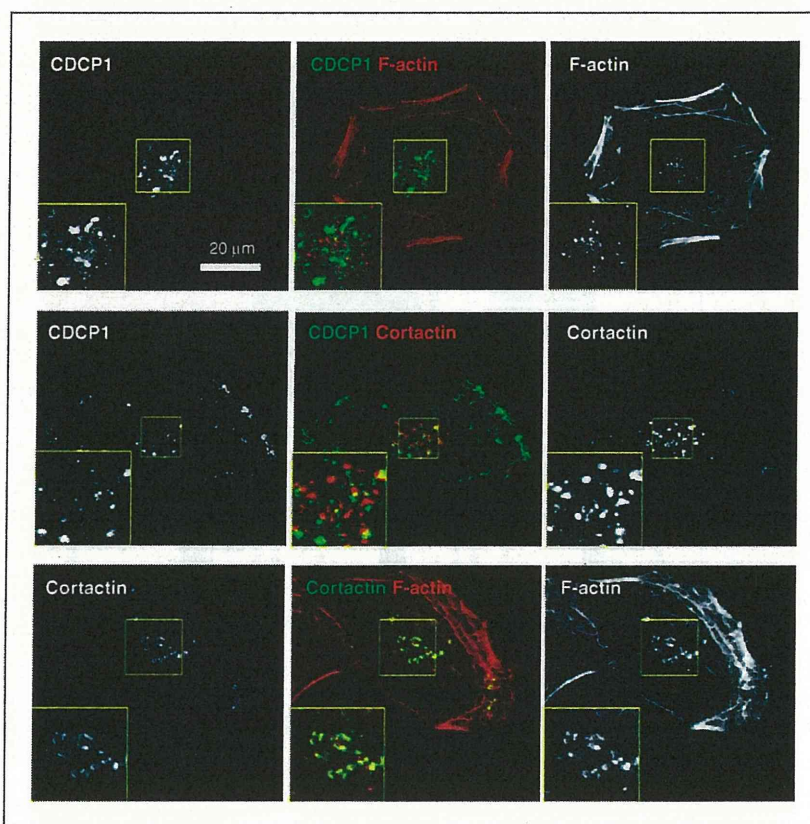 CDCP1
CDCP1 F-actin
F-actin
20 μm
CDCP1
CDCP1 Cortactin
Cortactin
Cortactin
Cortactin F-actin
F-actin